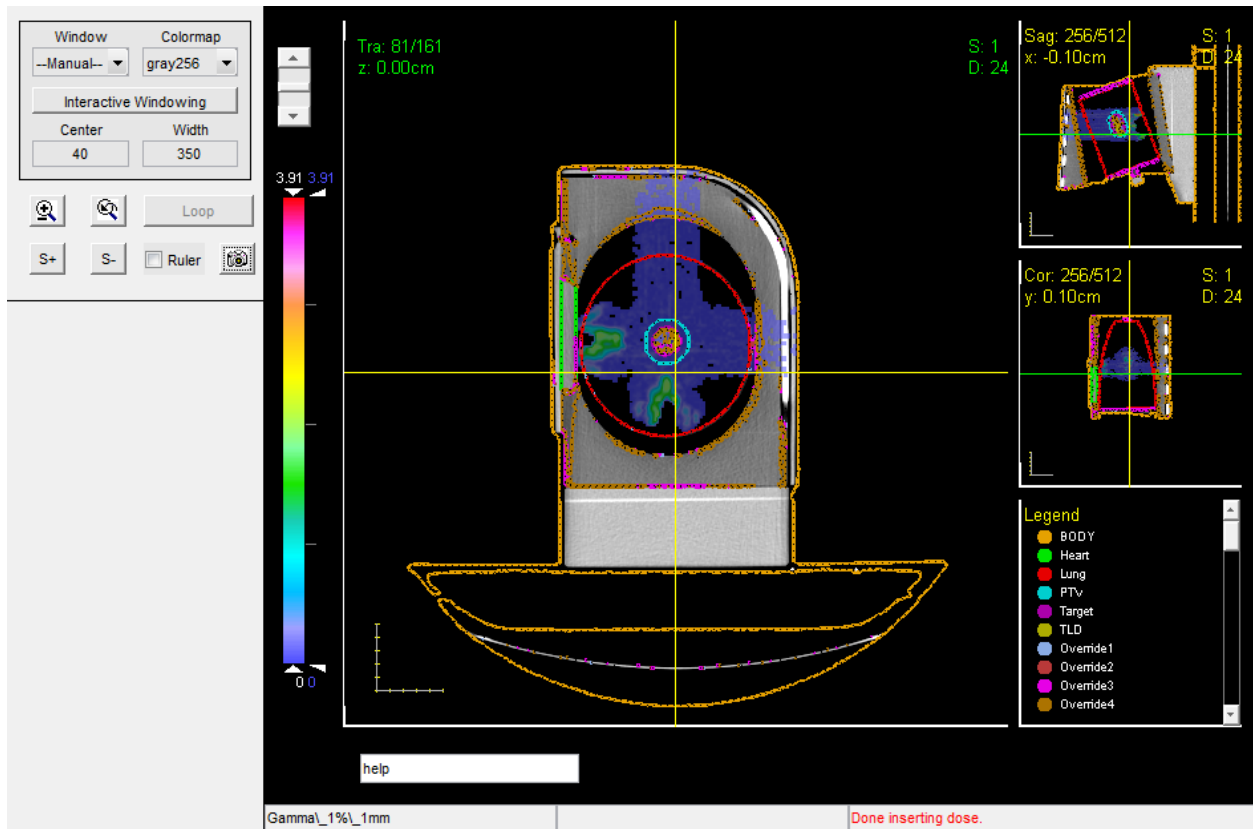 Window Colormap
--Manual-- gray256
Interactive Windowing
Center Width
40 350
Loop
S+ S- Ruler
Tra: 81/161
z: 0.00cm
S: 1
D: 24
3.91 3.91
0 0
Sag: 256/512 S: 1
x: -0.10cm D: 24
Cor: 256/512 S: 1
y: 0.10cm D: 24
Legend
BODY
Heart
Lung
PTv
Target
TLD
Override1
Override2
Override3
Override4
help
Gamma\_1%\_1mm
Done inserting dose.